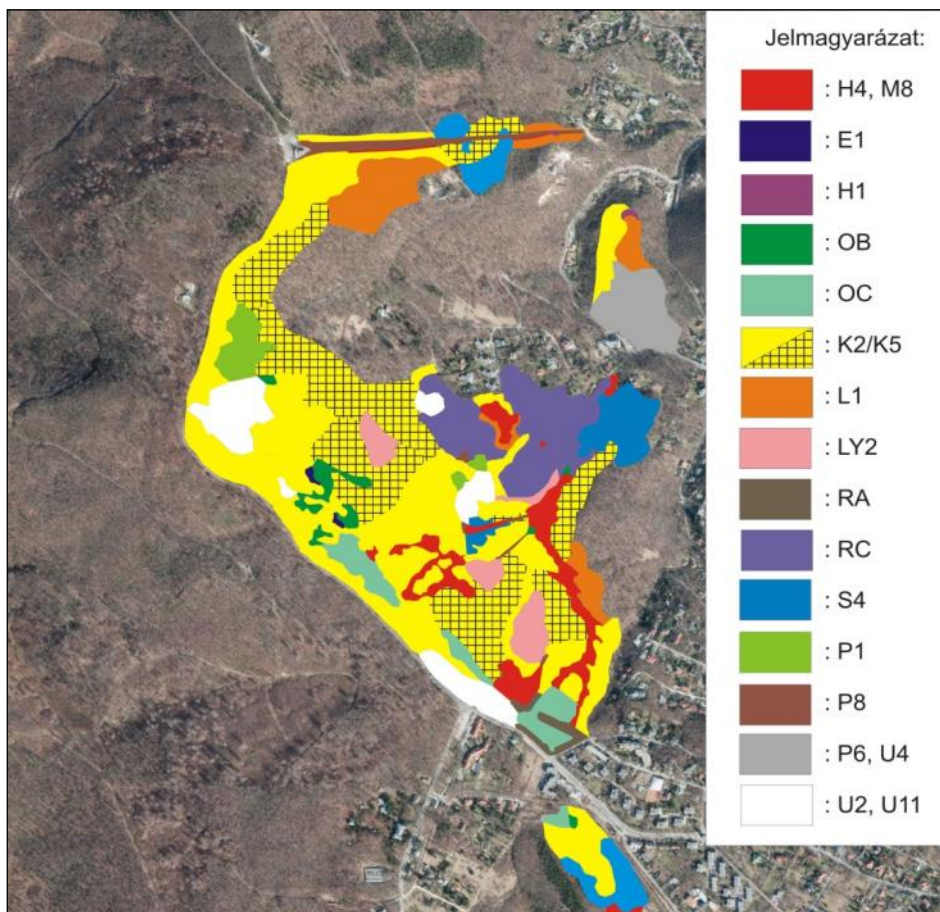 Jelmagyarázat:
: H4, M8
: E1
: H1
: OB
: OC
: K2/K5
: L1
: LY2
: RA
: RC
: S4
: P1
: P8
: P6, U4
: U2, U11